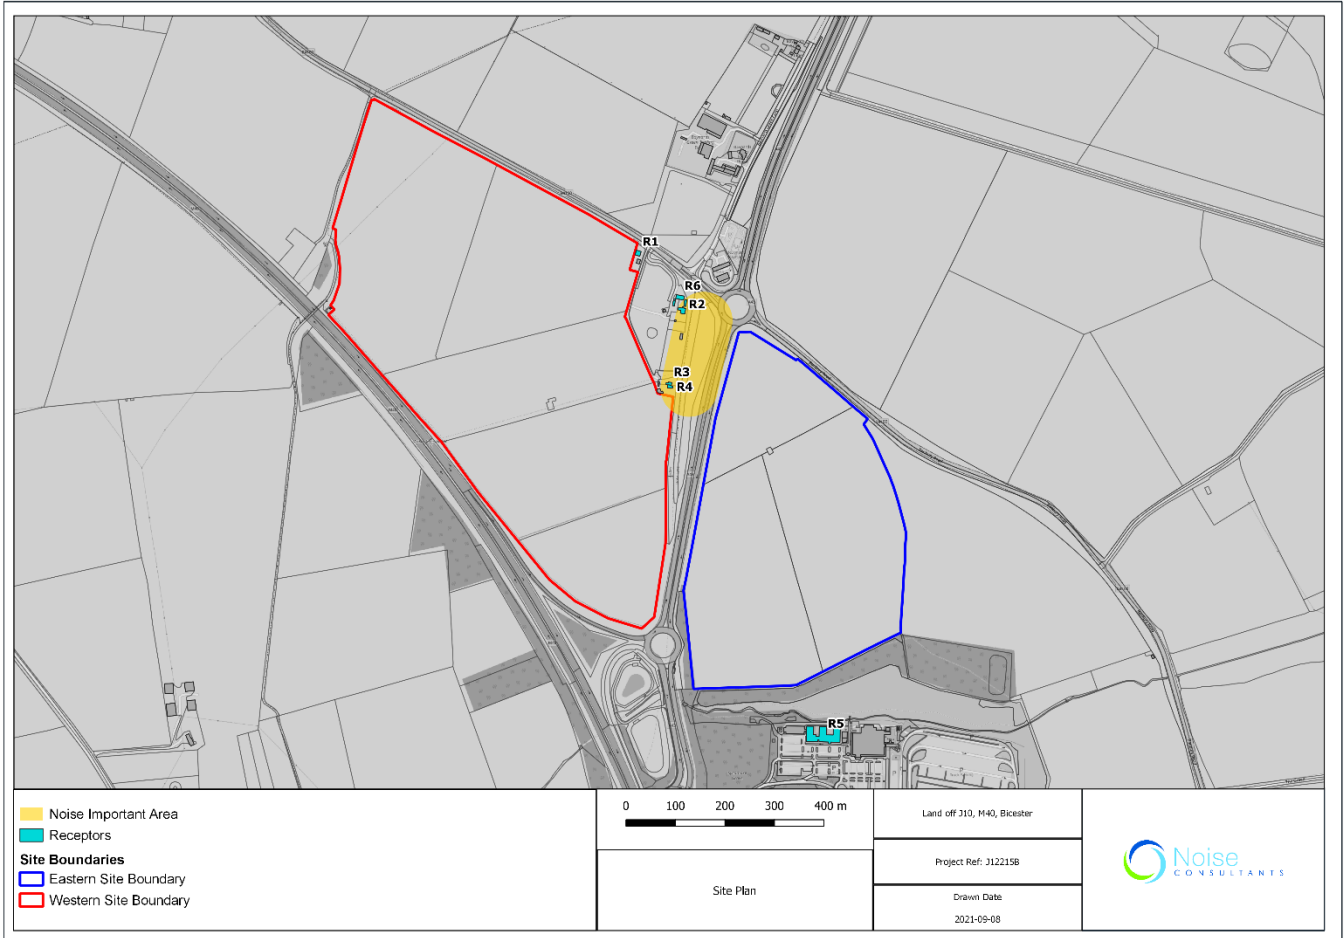 R1
R6
R2
R3
R4
R5
Noise Important Area
Receptors
Site Boundaries
Eastern Site Boundary
Western Site Boundary
0 100 200 300 400 m
Site Plan
Land off J10, M40, Bicester
Project Ref: J12215B
Drawn Date
2021-09-08
Noise
CONSULTANTS